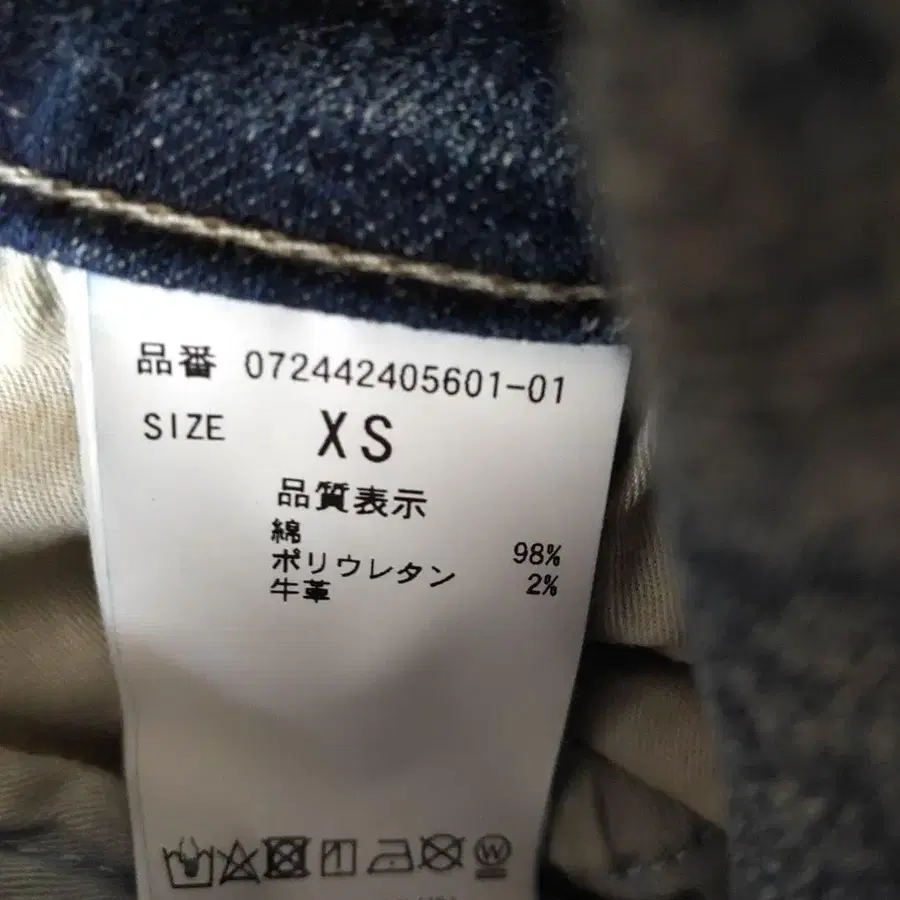 品番 072442405601-01
SIZE XS
品質表示
綿 98%
ポリウレタン 2%
牛革